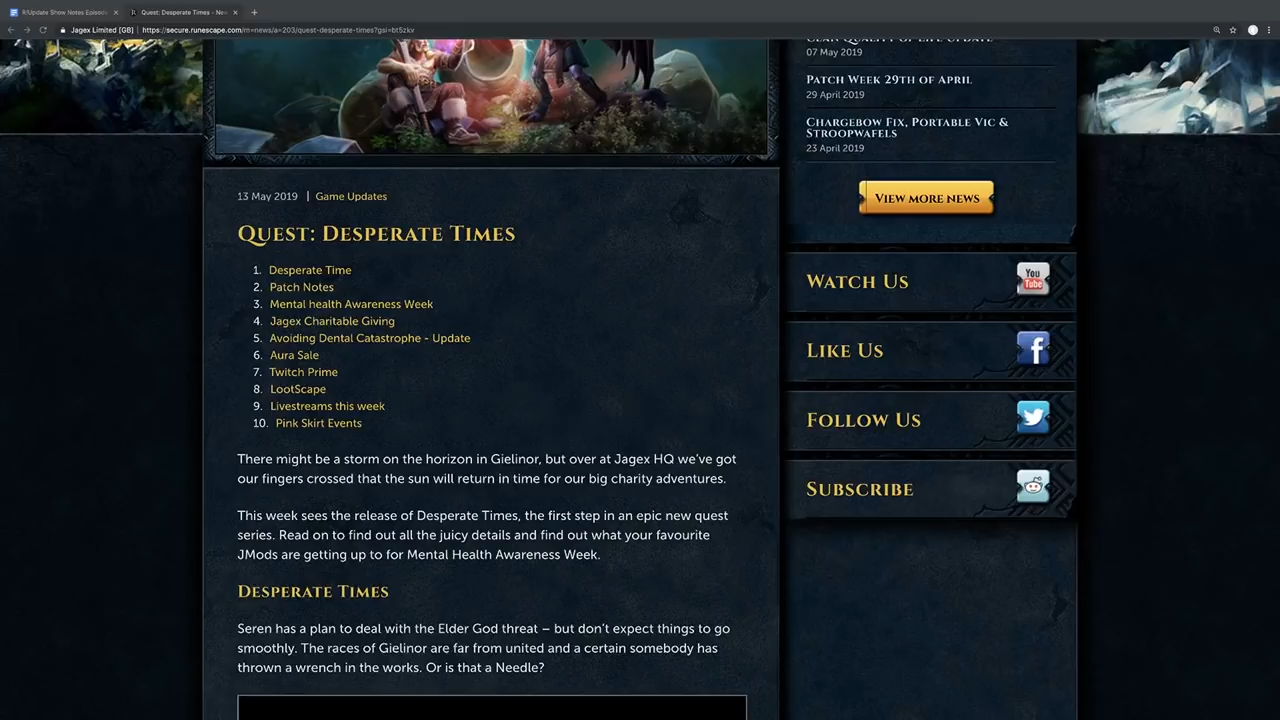 R/Update Show Notes Episode
Quest: Desperate Times - New
Jagex Limited [GB] | https://secure.runescape.com/m=news/a=203/quest-desperate-times?gsi=bt5zkv
Clan Quality of Life Update
07 May 2019
Patch Week 29th of April
29 April 2019
Chargebow Fix, Portable Vic &
Stroopwafels
23 April 2019
View more news
13 May 2019 | Game Updates
Quest: Desperate Times
1. Desperate Time
2. Patch Notes
3. Mental health Awareness Week
4. Jagex Charitable Giving
5. Avoiding Dental Catastrophe - Update
6. Aura Sale
7. Twitch Prime
8. LootScape
9. Livestreams this week
10. Pink Skirt Events
There might be a storm on the horizon in Gielinor, but over at Jagex HQ we've got
our fingers crossed that the sun will return in time for our big charity adventures.
This week sees the release of Desperate Times, the first step in an epic new quest
series. Read on to find out all the juicy details and find out what your favourite
JMods are getting up to for Mental Health Awareness Week.
Desperate Times
Seren has a plan to deal with the Elder God threat – but don't expect things to go
smoothly. The races of Gielinor are far from united and a certain somebody has
thrown a wrench in the works. Or is that a Needle?
Watch Us
You Tube
Like Us
f
Follow Us
Subscribe